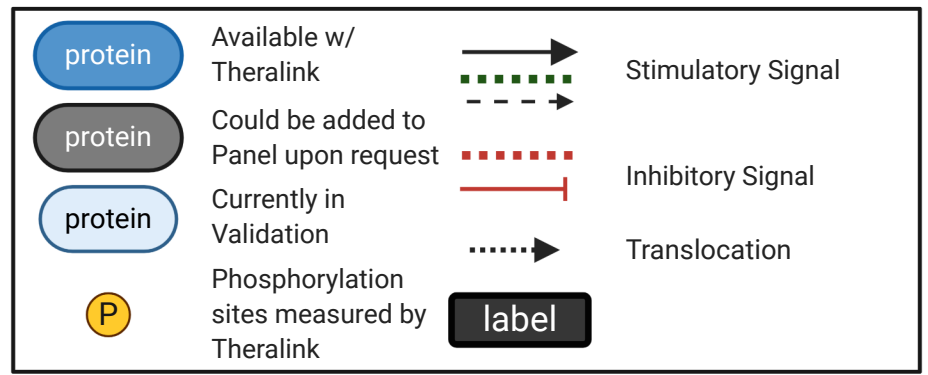 protein
Available w/
Theralink
protein
Could be added to
Panel upon request
protein
Currently in
Validation
P
Phosphorylation
sites measured by
Theralink
Stimulatory Signal
Inhibitory Signal
Translocation
label